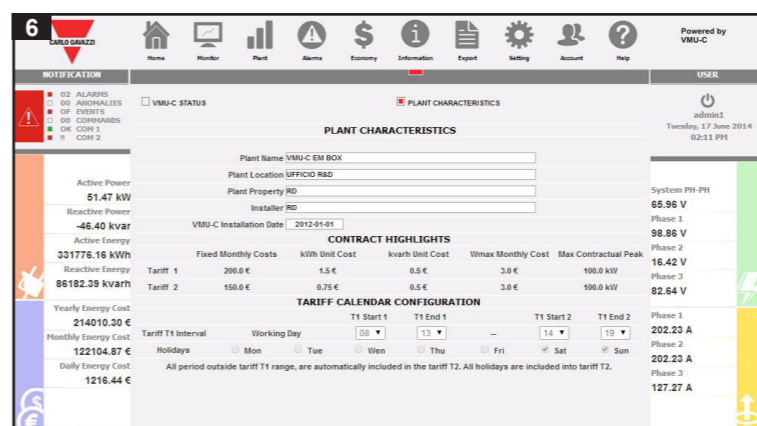 6
CARLO GAVAZZI
Home Monitor Plant Alarms Economy Information Export Setting Account Help
Powered by
VMU-C
NOTIFICATION
USER
02 ALARMS
00 ANOMALIES
OF EVENTS
00 COMMANDS
OK COM 1
!! COM 2
VMU-C STATUS
PLANT CHARACTERISTICS
admin1
Tuesday, 17 June 2014
02:11 PM
PLANT CHARACTERISTICS
Plant Name VMU-C EM BOX
Plant Location UFFICIO R&D
Plant Property RD
Installer RD
VMU-C Installation Date 2012-01-01
Active Power
51.47 kW
Reactive Power
-46.40 kvar
Active Energy
331776.16 kWh
Reactive Energy
86182.39 kvarh
Yearly Energy Cost
214010.30 €
Monthly Energy Cost
122104.87 €
Daily Energy Cost
1216.44 €
CONTRACT HIGHLIGHTS
Fixed Monthly Costs kWh Unit Cost kvarh Unit Cost Wmax Monthly Cost Max Contractual Peak
Tariff 1 200.0 € 1.5 € 0.5 € 3.0 € 100.0 kW
Tariff 2 150.0 € 0.75 € 0.5 € 3.0 € 100.0 kW
TARIFF CALENDAR CONFIGURATION
T1 Start 1 T1 End 1 T1 Start 2 T1 End 2
Tariff T1 Interval Working Day 08 13 -- 14 19
Holidays Mon Tue Wen Thu Fri Sat Sun
All period outside tariff T1 range, are automatically included in the tariff T2. All holidays are included into tariff T2.
System PH-PH
65.96 V
Phase 1
98.86 V
Phase 2
16.42 V
Phase 3
82.64 V
Phase 1
202.23 A
Phase 2
202.23 A
Phase 3
127.27 A